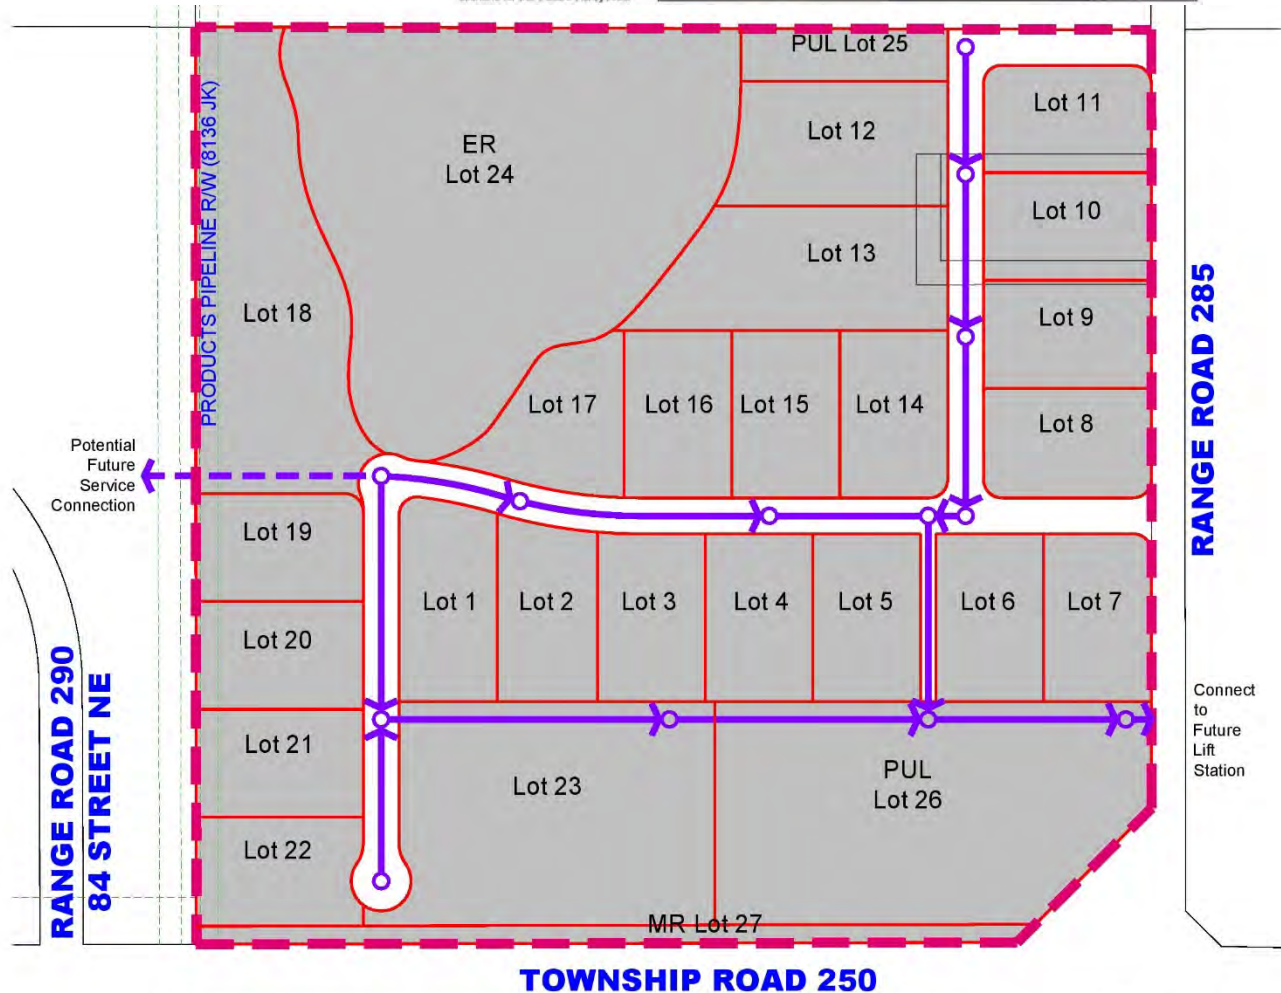 PUL Lot 25
Lot 11
Lot 12
ER
Lot 24
PRODUCTS PIPELINE R/W (8136 JK)
Lot 10
Lot 13
Lot 18
Lot 9
RANGE ROAD 285
Lot 17
Lot 16
Lot 15
Lot 14
Lot 8
Potential
Future
Service
Connection
Lot 19
Lot 1
Lot 2
Lot 3
Lot 4
Lot 5
Lot 6
Lot 7
Lot 20
RANGE ROAD 290
84 STREET NE
Connect
to
Future
Lift
Station
Lot 21
Lot 23
PUL
Lot 26
Lot 22
MR Lot 27
TOWNSHIP ROAD 250